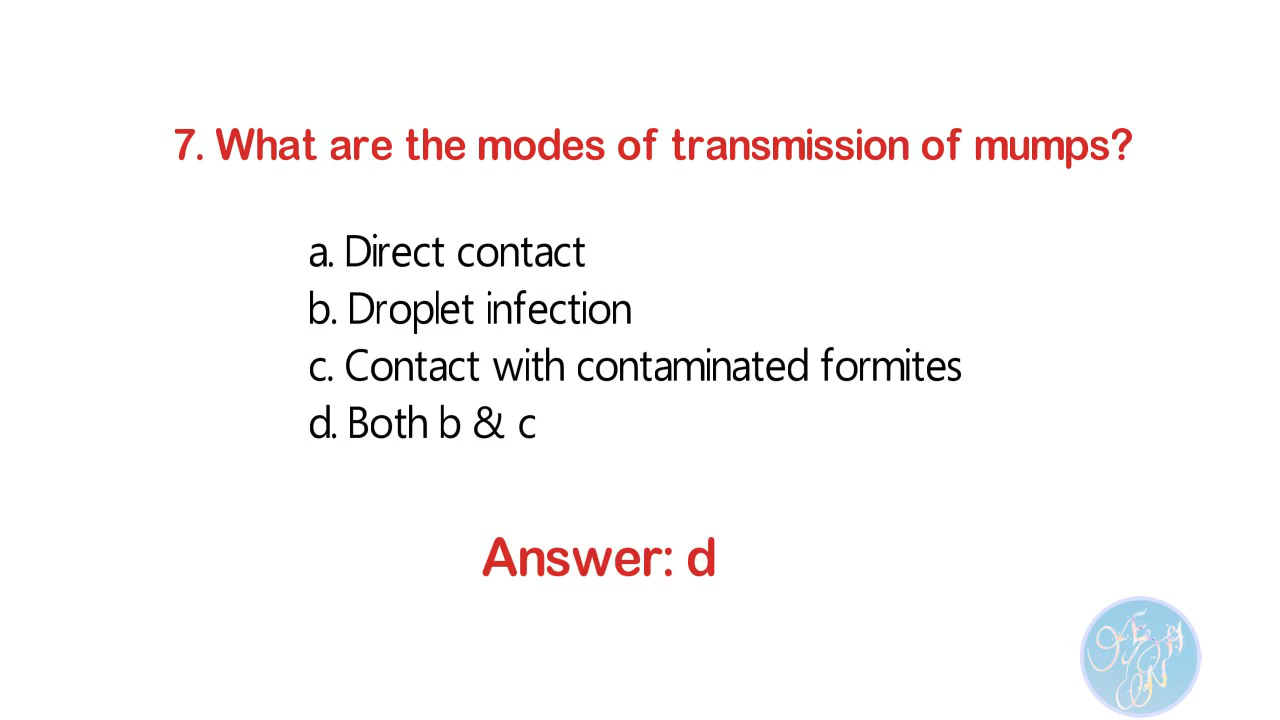 7. What are the modes of transmission of mumps?
a. Direct contact
b. Droplet infection
c. Contact with contaminated formites
d. Both b & c
Answer: d